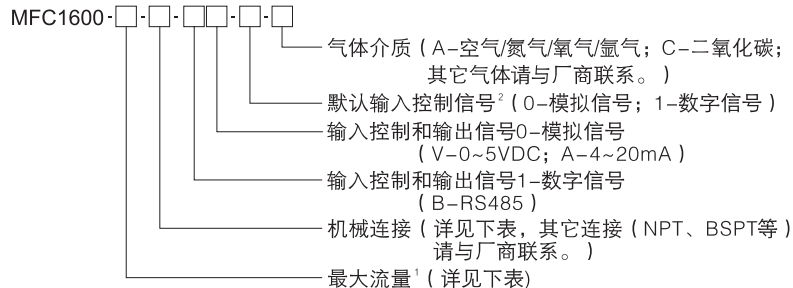 MFC1600-□-□-□□-□-□
气体介质（A-空气/氮气/氧气/氩气；C-二氧化碳；
其它气体请与厂商联系。）
默认输入控制信号²（0-模拟信号；1-数字信号）
输入控制和输出信号0-模拟信号
（V-0~5VDC；A-4~20mA）
输入控制和输出信号1-数字信号
（B-RS485）
机械连接（详见下表，其它连接（NPT、BSPT等）
请与厂商联系。）
最大流量¹（详见下表)